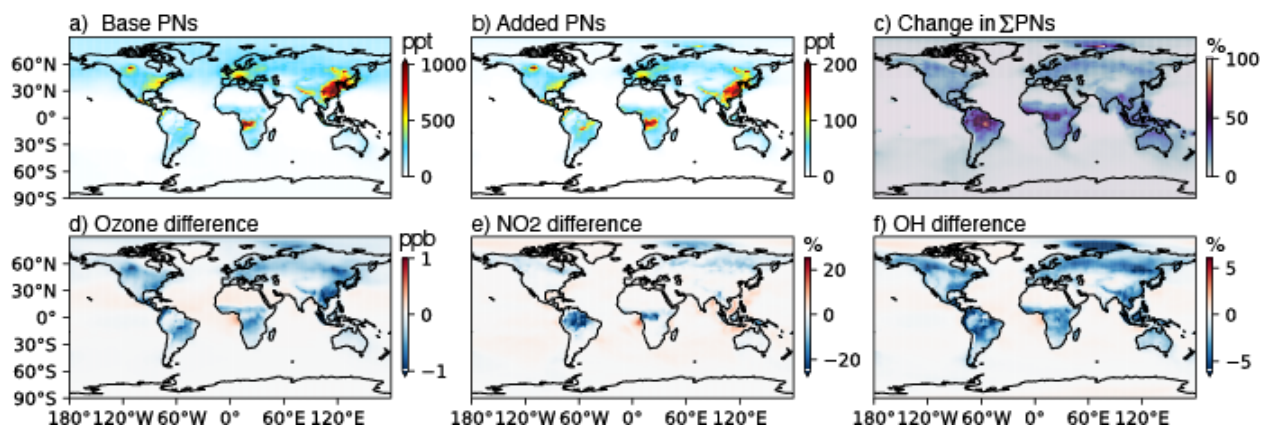 a) Base PNs
b) Added PNs
c) Change in ΣPNs
ppt
ppt
%
60°N
30°N
0°
30°S
60°S
90°S
1000
500
0
200
100
0
100
50
0
d) Ozone difference
e) NO2 difference
f) OH difference
ppb
%
%
60°N
30°N
0°
30°S
60°S
90°S
1
0
−1
20
0
−20
5
0
−5
180 120°W 60°W 0° 60°E 120°E
180 120°W 60°W 0° 60°E 120°E
180 120°W 60°W 0° 60°E 120°E